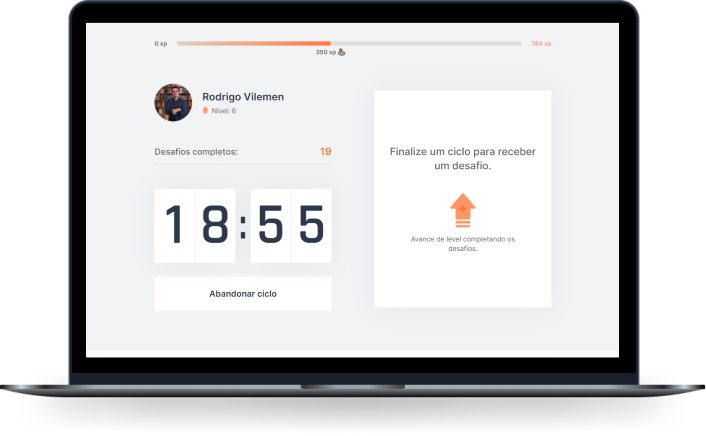 0 xp
784 xp
350 xp
Rodrigo Vilemen
Nível: 6
Desafios completos: 19
18:55
Abandonar ciclo
Finalize um ciclo para receber
um desafio.
Avance de level completando os
desafios.